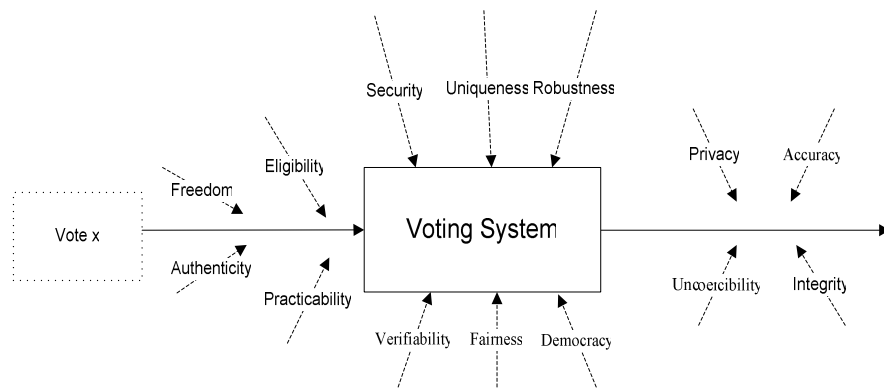 Security
Uniqueness
Robustness
Eligibility
Privacy
Accuracy
Freedom
Vote x
Voting System
Authenticity
Practicability
Uncoercibility
Integrity
Verifiability
Fairness
Democracy